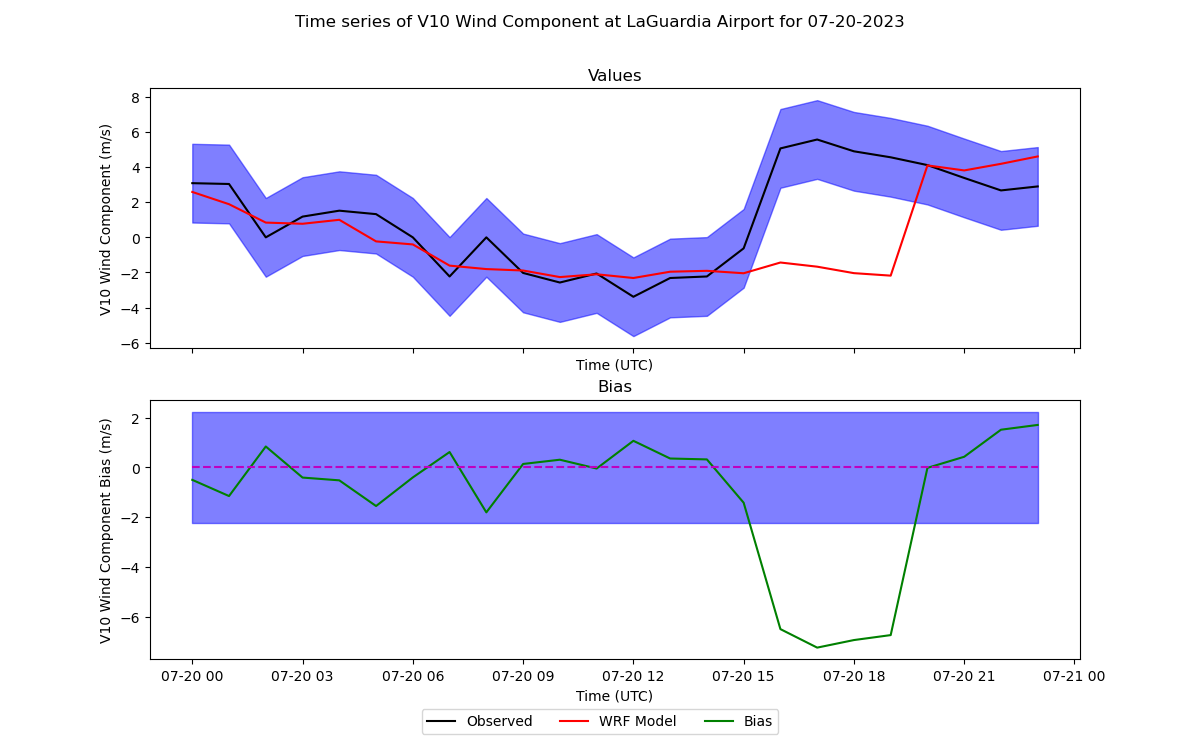 Time series of V10 Wind Component at LaGuardia Airport for 07-20-2023
Values
V10 Wind Component (m/s)
8
6
4
2
0
−2
−4
−6
Time (UTC)
Bias
V10 Wind Component Bias (m/s)
2
0
−2
−4
−6
07-20 00 07-20 03 07-20 06 07-20 09 07-20 12 07-20 15 07-20 18 07-20 21 07-21 00
Time (UTC)
Observed WRF Model Bias